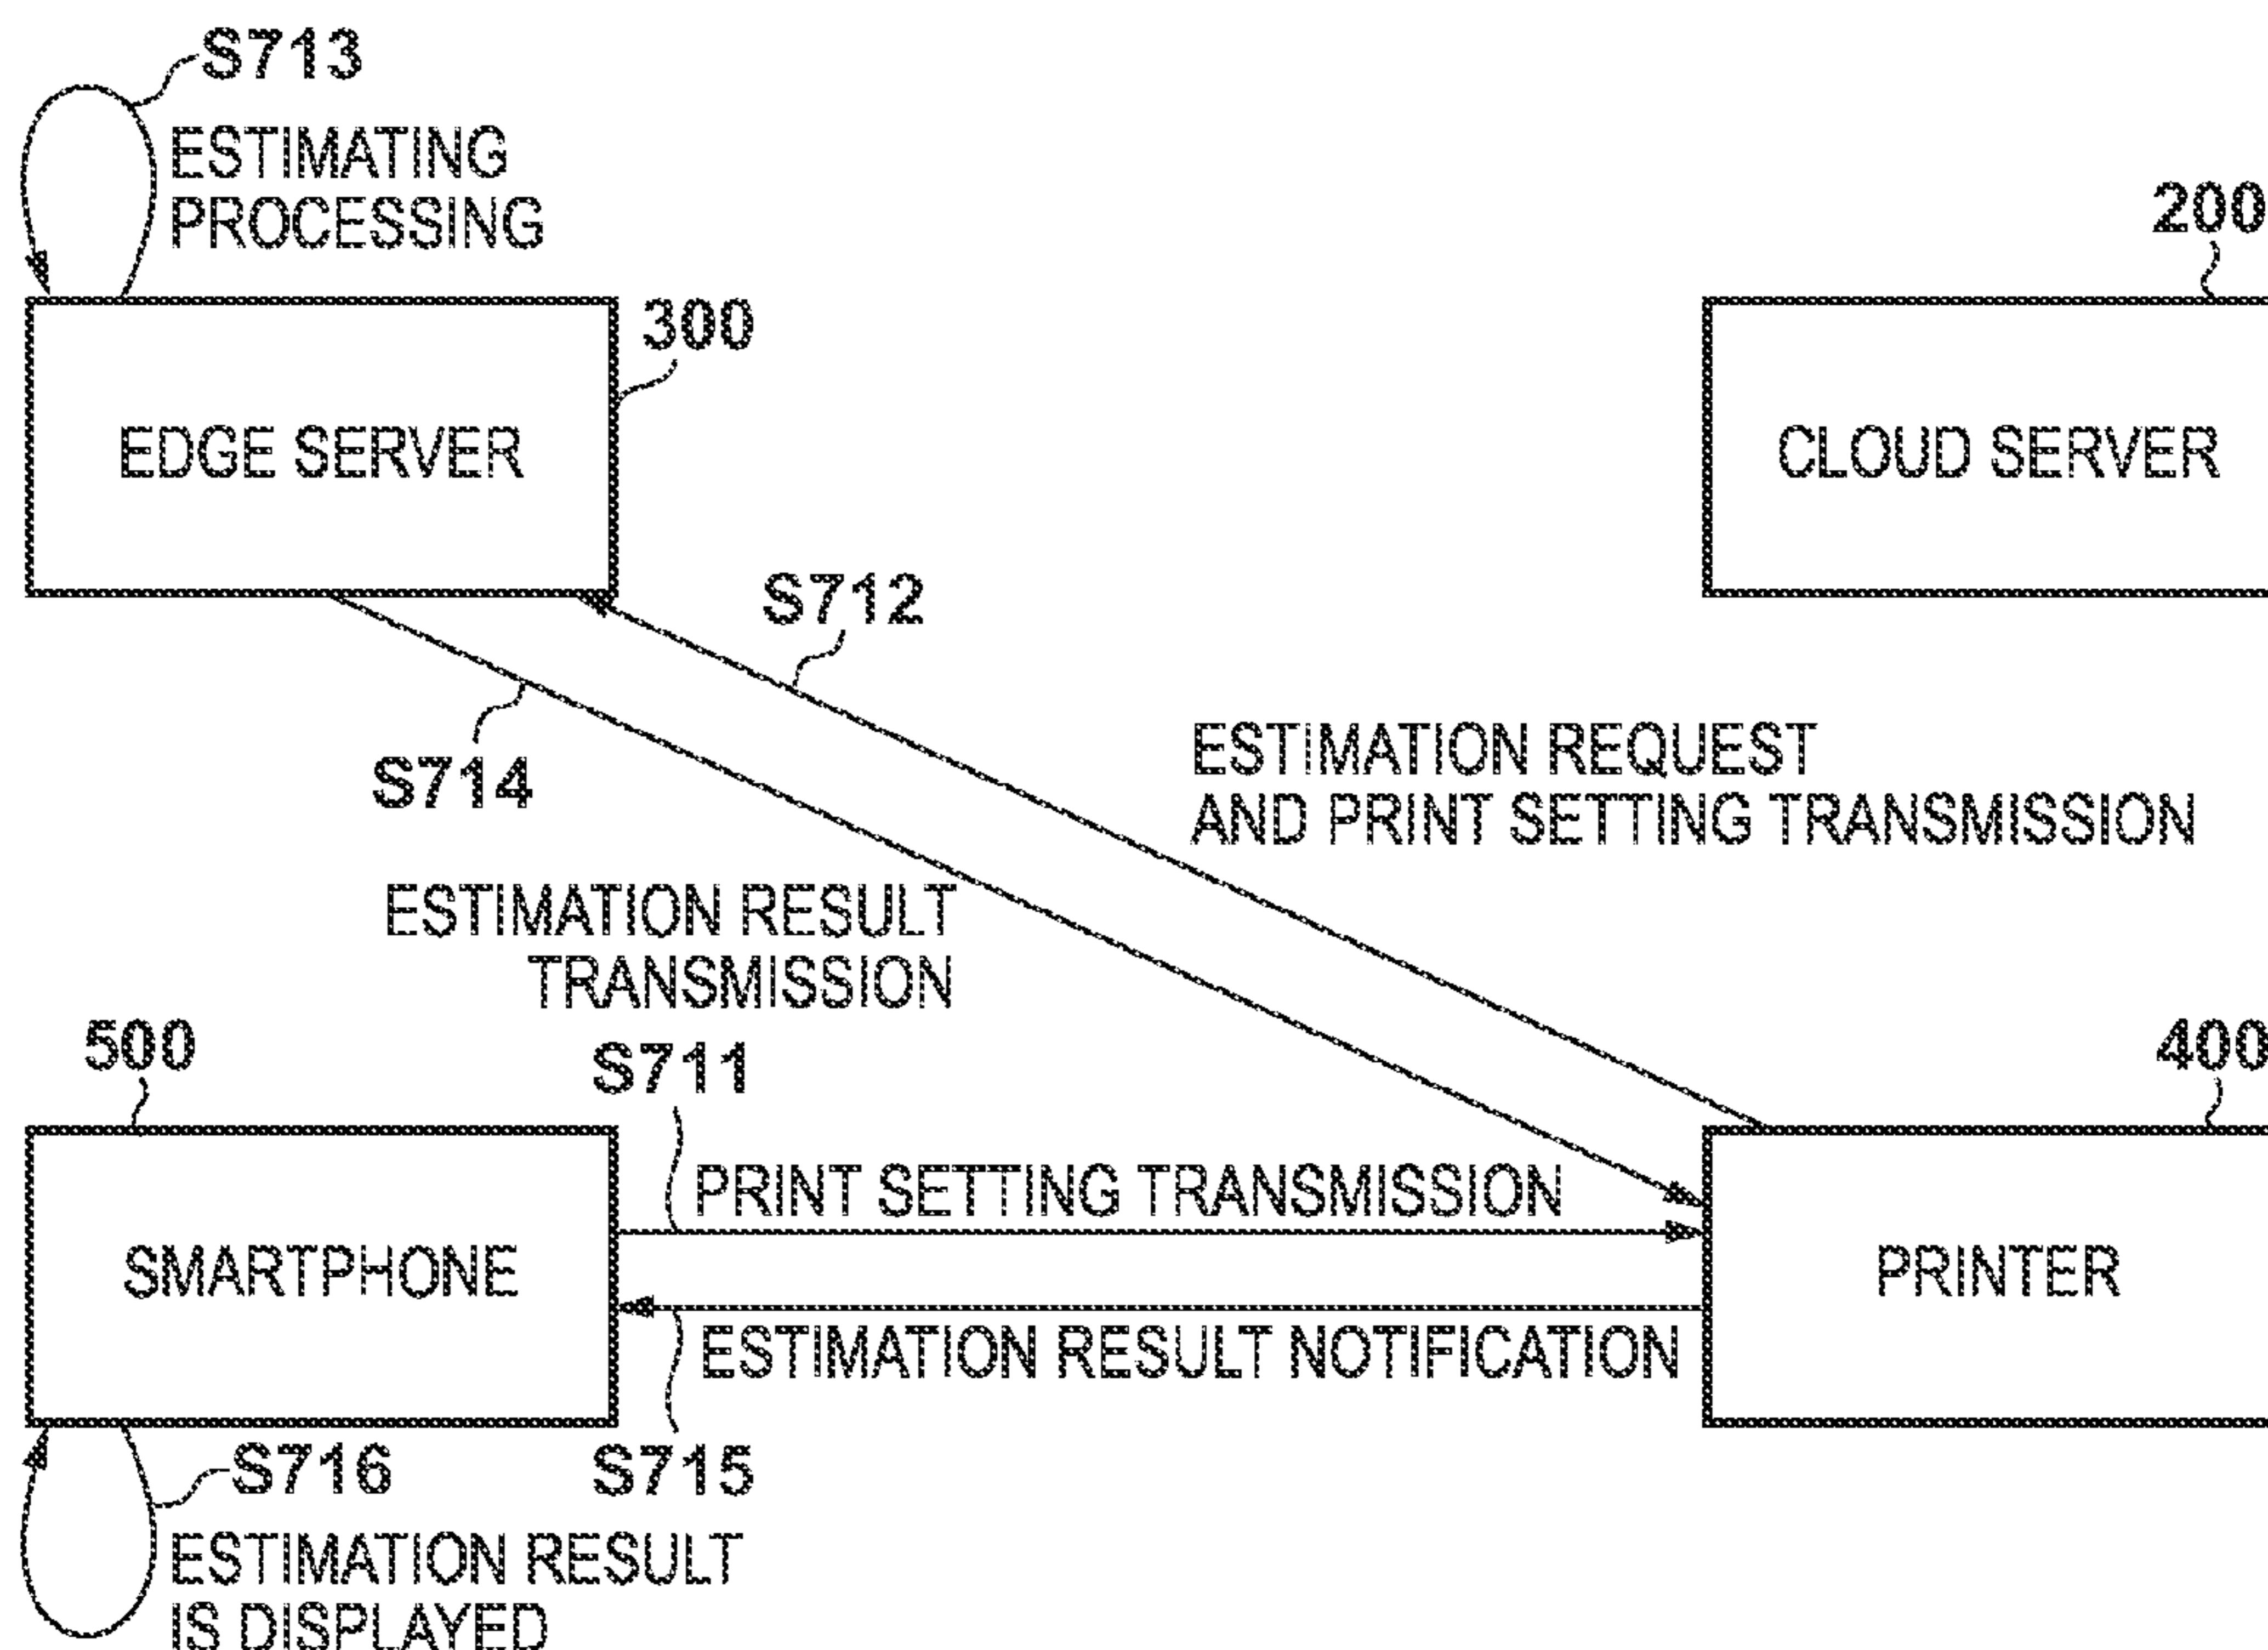 S713
ESTIMATING
PROCESSING
200
300
EDGE SERVER
CLOUD SERVER
S712
S714
ESTIMATION REQUEST
AND PRINT SETTING TRANSMISSION
ESTIMATION RESULT
TRANSMISSION
500
S711
400
PRINT SETTING TRANSMISSION
SMARTPHONE
PRINTER
ESTIMATION RESULT NOTIFICATION
S716
S715
ESTIMATION RESULT
IS DISPLAYED